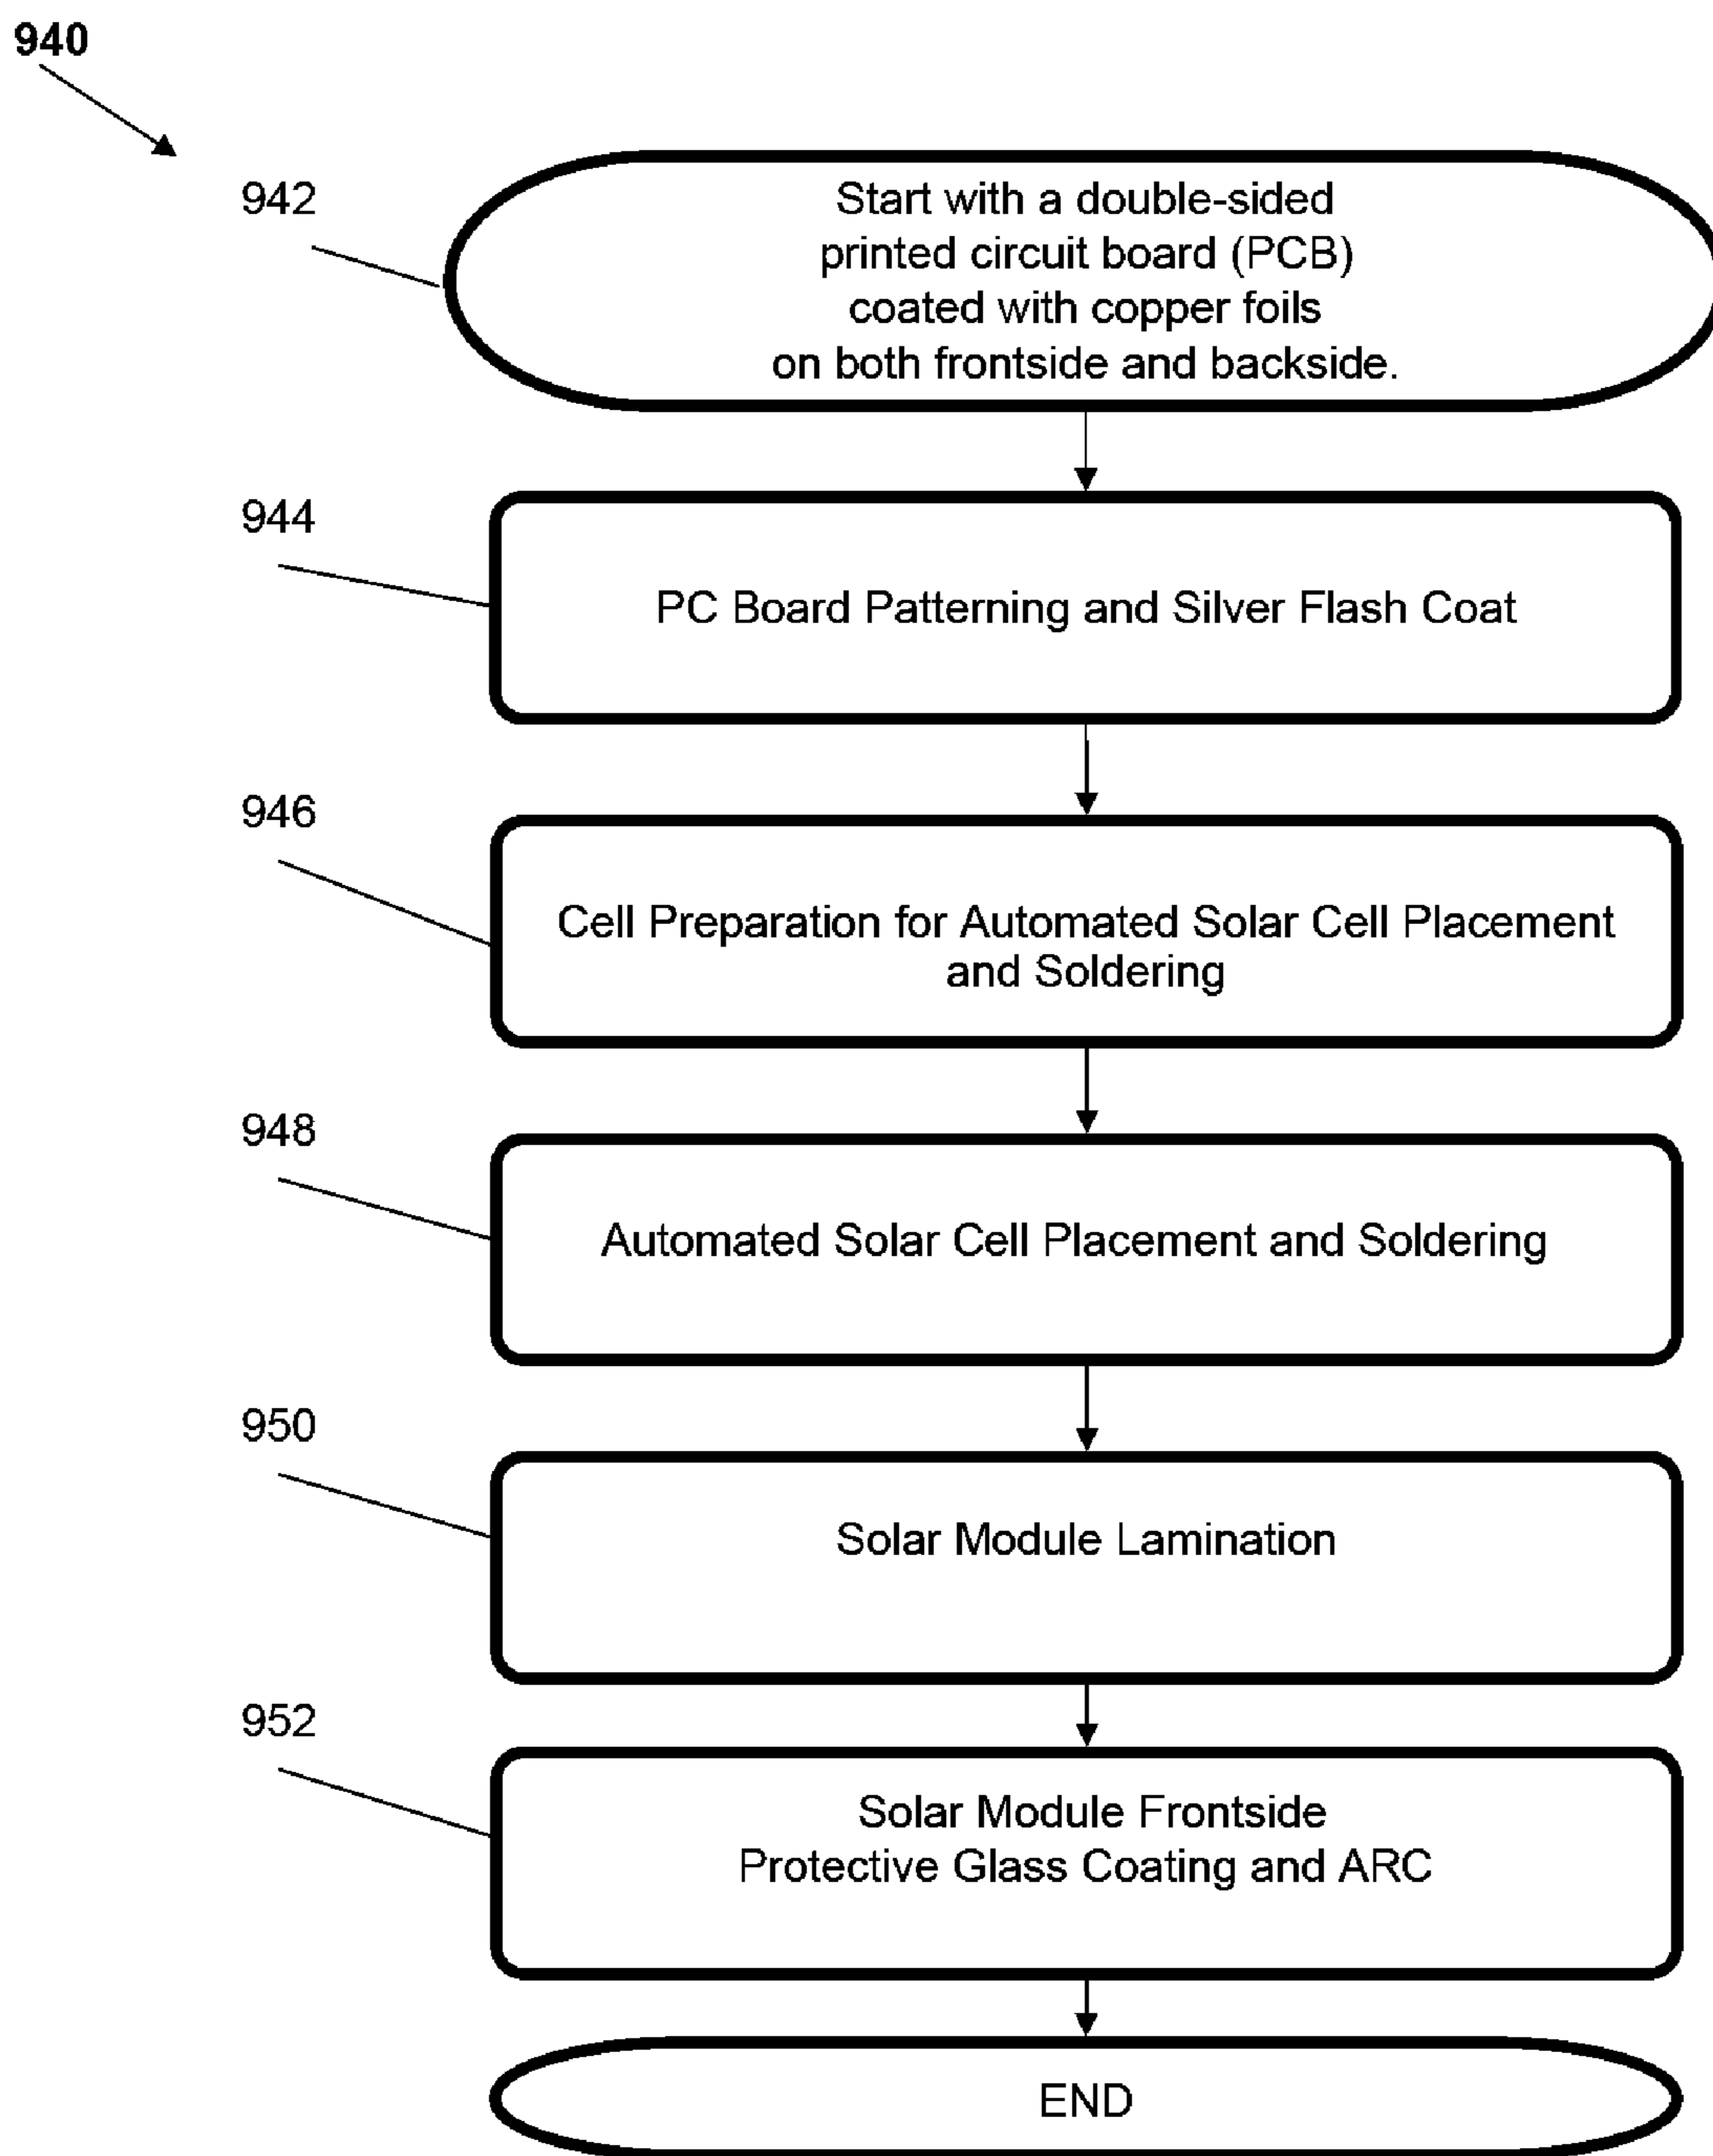 940
942
Start with a double-sided
printed circuit board (PCB)
coated with copper foils
on both frontside and backside.
944
PC Board Patterning and Silver Flash Coat
946
Cell Preparation for Automated Solar Cell Placement
and Soldering
948
Automated Solar Cell Placement and Soldering
950
Solar Module Lamination
952
Solar Module Frontside
Protective Glass Coating and ARC
END